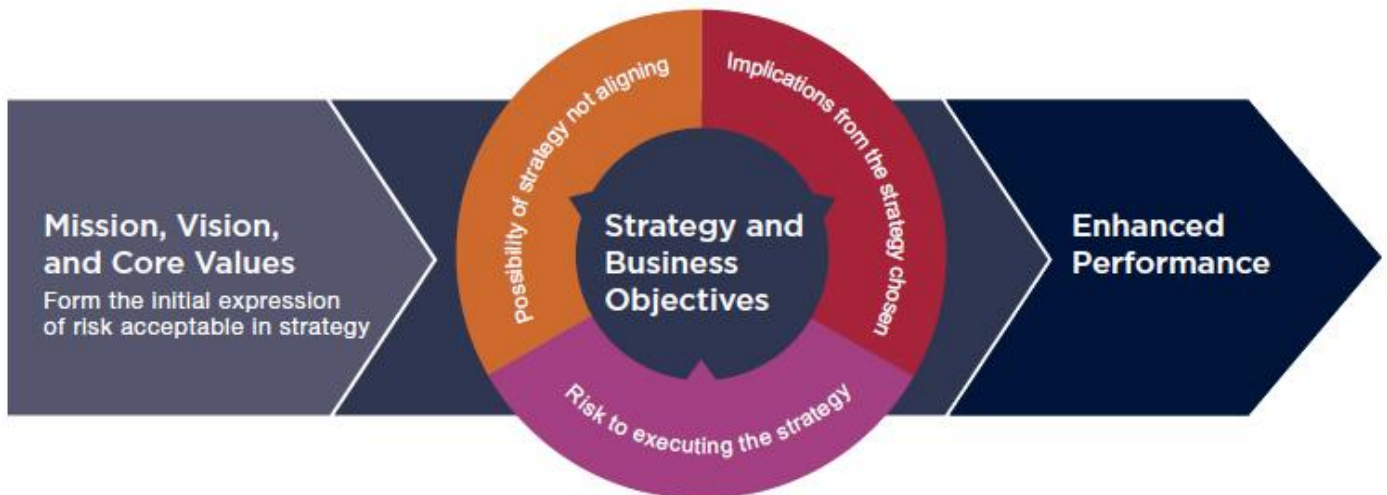 Mission, Vision,
and Core Values
Form the initial expression
of risk acceptable in strategy
Possibility of strategy not aligning
Implications from the strategy chosen
Strategy and
Business
Objectives
Risk to executing the strategy
Enhanced
Performance